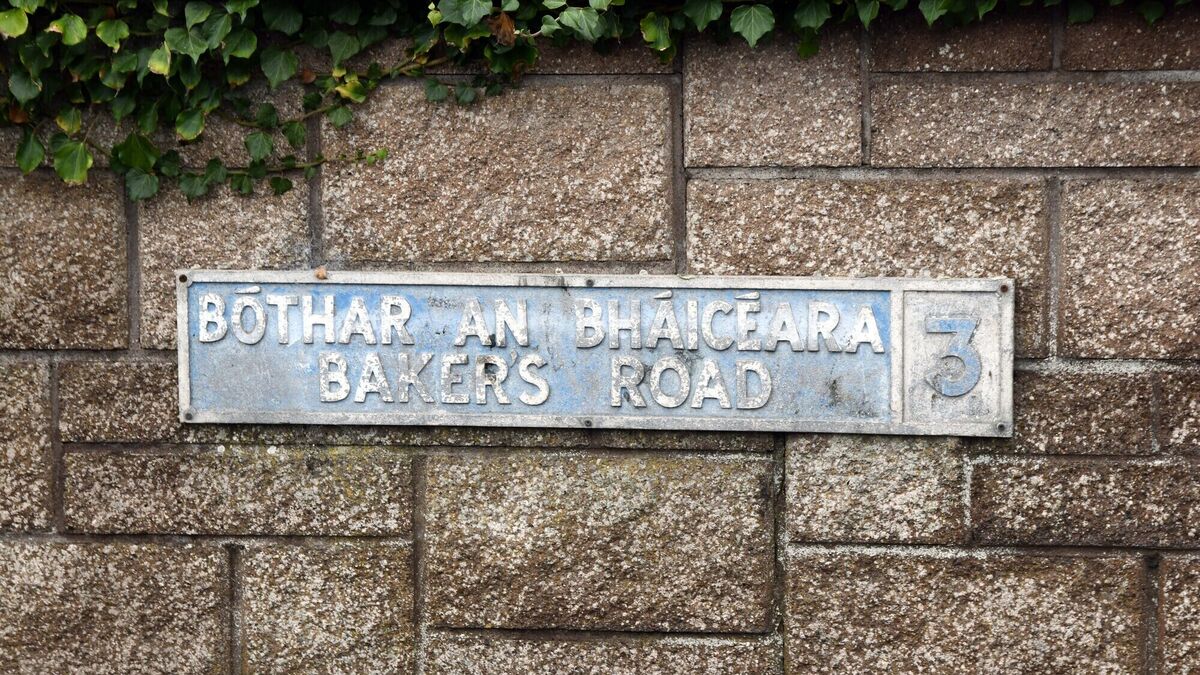 BÓTHAR AN BHÁICÉARA
BAKER'S ROAD
3